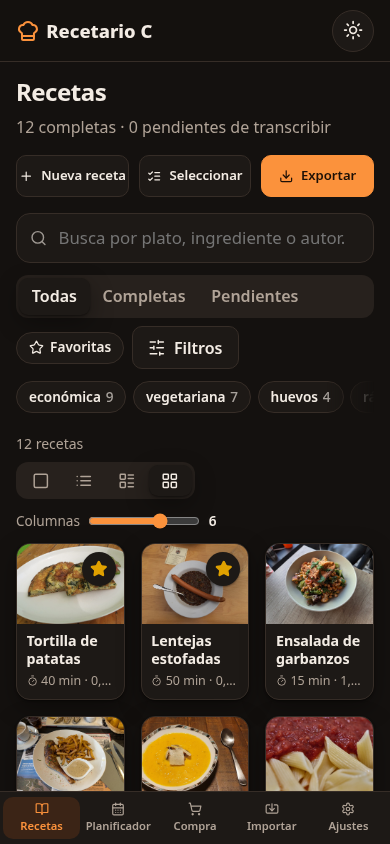 Recetario C
Recetas
12 completas · 0 pendientes de transcribir
Nueva receta
Seleccionar
Exportar
Busca por plato, ingrediente o autor.
Todas Completas Pendientes
Favoritas
Filtros
económica 9 vegetariana 7 huevos 4
12 recetas
Columnas 6
Tortilla de
patatas
40 min · 0,...
Lentejas
estofadas
50 min · 0,...
Ensalada de
garbanzos
15 min · 1,...
Recetas Planificador Compra Importar Ajustes